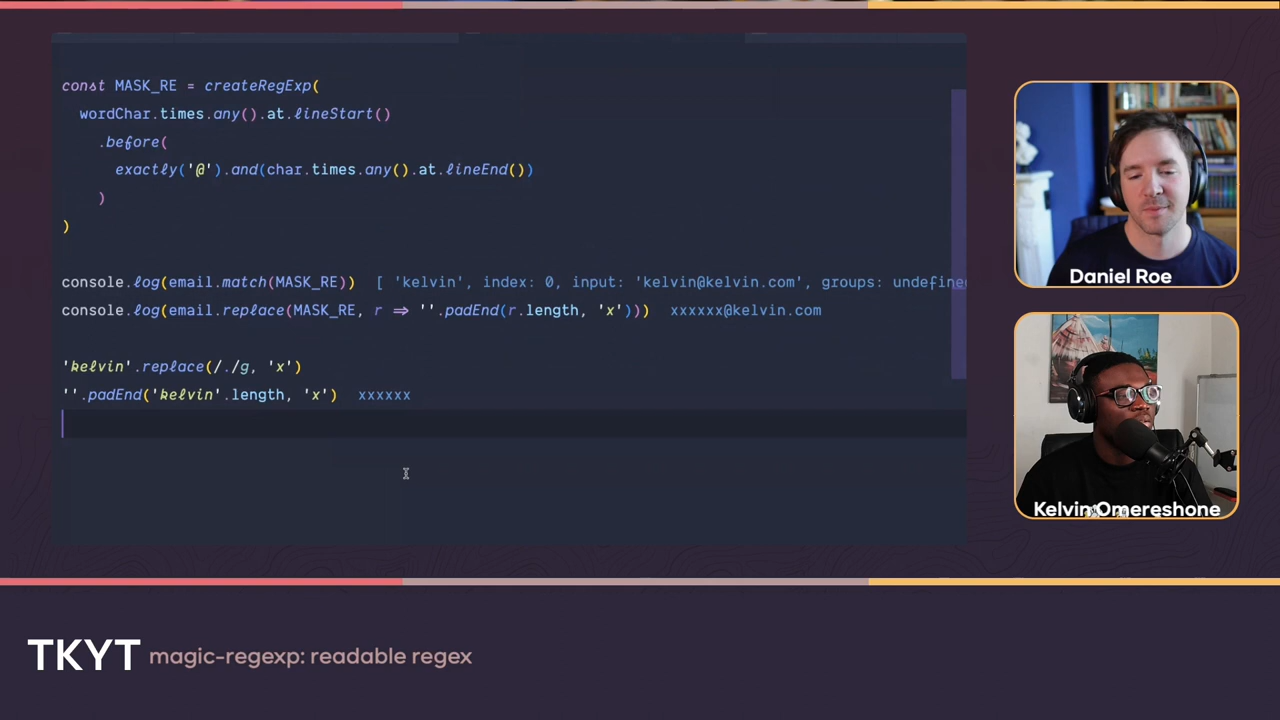 const MASK_RE = createRegExp(
wordChar.times.any().at.lineStart()
.before(
exactly('@').and(char.times.any().at.lineEnd())
)
)
console.log(email.match(MASK_RE)) [ 'kelvin', index: 0, input: 'kelvin@kelvin.com', groups: undefined
console.log(email.replace(MASK_RE, r => ''.padEnd(r.length, 'x'))) xxxxxx@kelvin.com
'kelvin'.replace(/./g, 'x')
''.padEnd('kelvin'.length, 'x') xxxxxx
Daniel Roe
Kelvin Omereshone
TKYT magic-regexp: readable regex